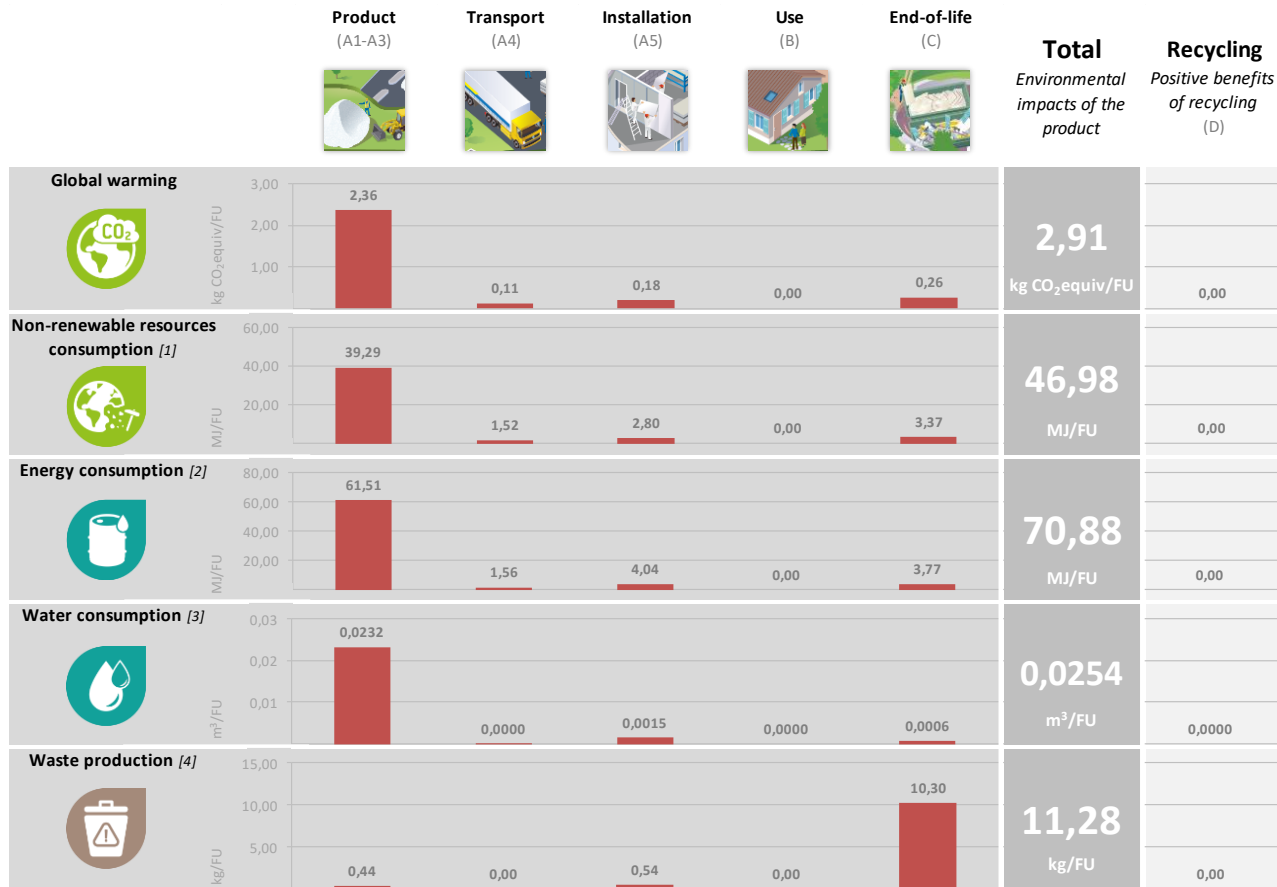 Product
(A1-A3)
Transport
(A4)
Installation
(A5)
Use
(B)
End-of-life
(C)
Total
Environmental
impacts of the
product
Recycling
Positive benefits
of recycling
(D)
Global warming
CO2
kg CO2equiv/FU
3,00
2,00
1,00
2,36
0,11
0,18
0,00
0,26
2,91
kg CO2equiv/FU
0,00
Non-renewable resources
consumption [1]
MJ/FU
60,00
40,00
20,00
39,29
1,52
2,80
0,00
3,37
46,98
MJ/FU
0,00
Energy consumption [2]
MJ/FU
80,00
60,00
40,00
20,00
61,51
1,56
4,04
0,00
3,77
70,88
MJ/FU
0,00
Water consumption [3]
m³/FU
0,03
0,02
0,01
0,0232
0,0000
0,0015
0,0000
0,0006
0,0254
m³/FU
0,0000
Waste production [4]
kg/FU
15,00
10,00
5,00
0,44
0,00
0,54
0,00
10,30
11,28
kg/FU
0,00